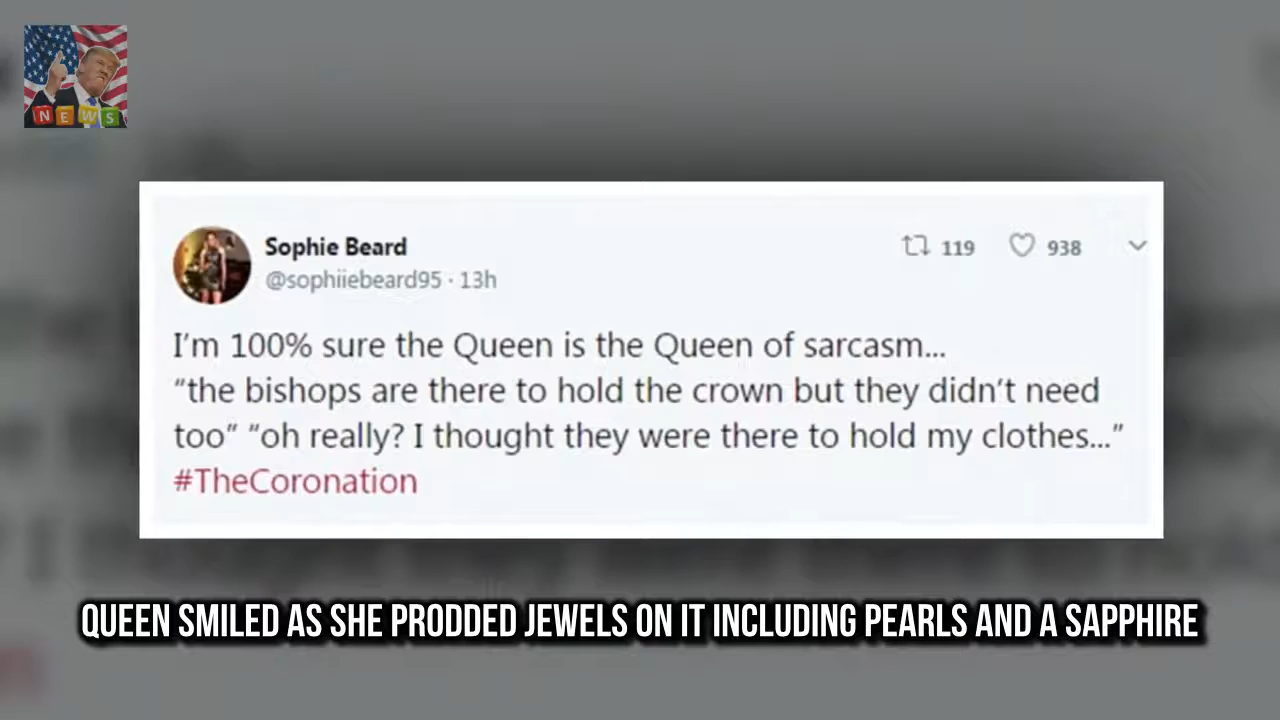 NEWS
Sophie Beard
119
938
@sophiiebeard95 · 13h
I'm 100% sure the Queen is the Queen of sarcasm...
“the bishops are there to hold the crown but they didn't need
too” “oh really? I thought they were there to hold my clothes...”
#TheCoronation
QUEEN SMILED AS SHE PRODDED JEWELS ON IT INCLUDING PEARLS AND A SAPPHIRE